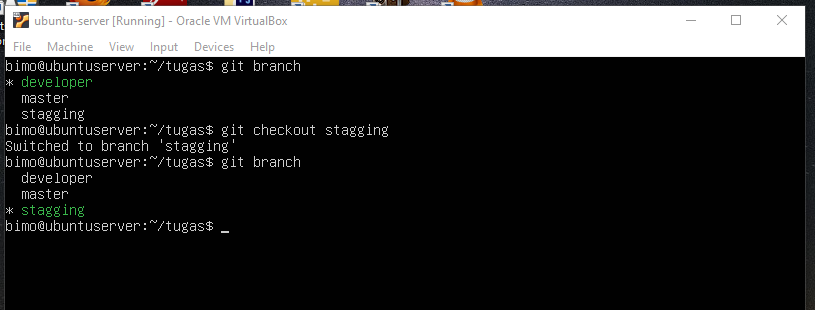 ubuntu-server [Running] - Oracle VM VirtualBox
File Machine View Input Devices Help
bimo@ubuntuserver:~/tugas$ git branch
* developer
  master
  stagging
bimo@ubuntuserver:~/tugas$ git checkout stagging
Switched to branch 'stagging'
bimo@ubuntuserver:~/tugas$ git branch
  developer
  master
* stagging
bimo@ubuntuserver:~/tugas$ _